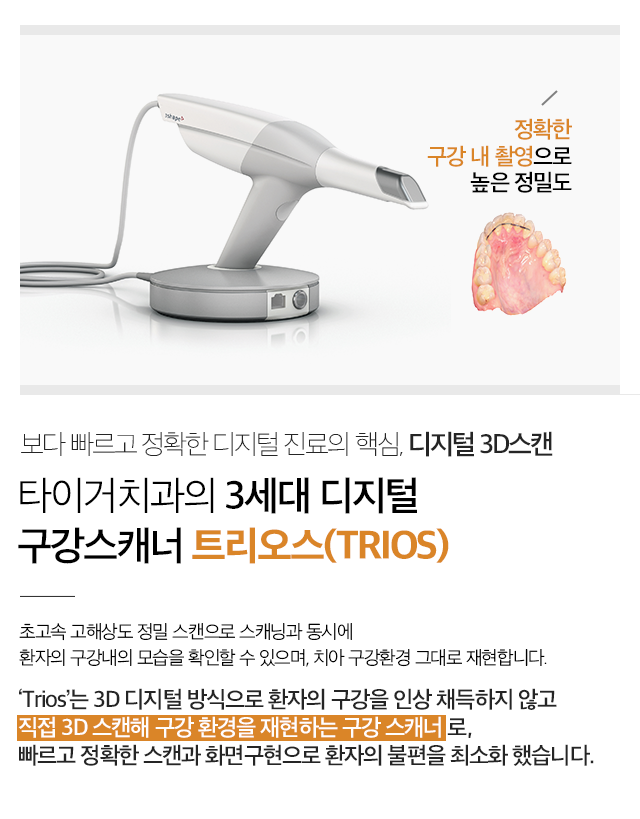 3shape
정확한
구강 내 촬영으로
높은 정밀도
보다 빠르고 정확한 디지털 진료의 핵심, 디지털 3D스캔
타이거치과의 3세대 디지털
구강스캐너 트리오스(TRIOS)
초고속 고해상도 정밀 스캔으로 스캐닝과 동시에
환자의 구강내의 모습을 확인할 수 있으며, 치아 구강환경 그대로 재현합니다.
‘Trios’는 3D 디지털 방식으로 환자의 구강을 인상 채득하지 않고
직접 3D 스캔해 구강 환경을 재현하는 구강 스캐너로,
빠르고 정확한 스캔과 화면구현으로 환자의 불편을 최소화 했습니다.